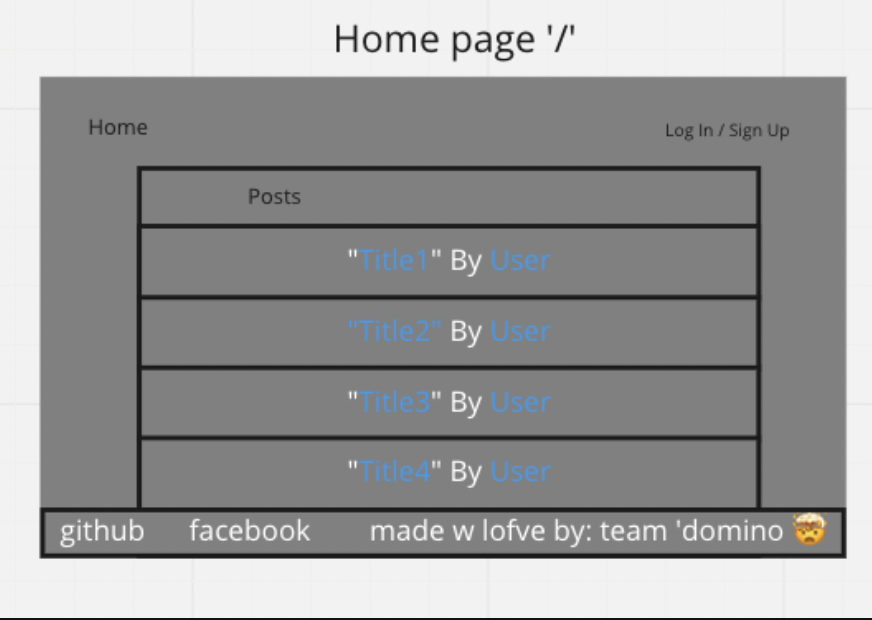 Home page '/'
Home Log In / Sign Up
Posts
"Title1" By User
"Title2" By User
"Title3" By User
"Title4" By User
github facebook made w lofve by: team 'domino 🤯